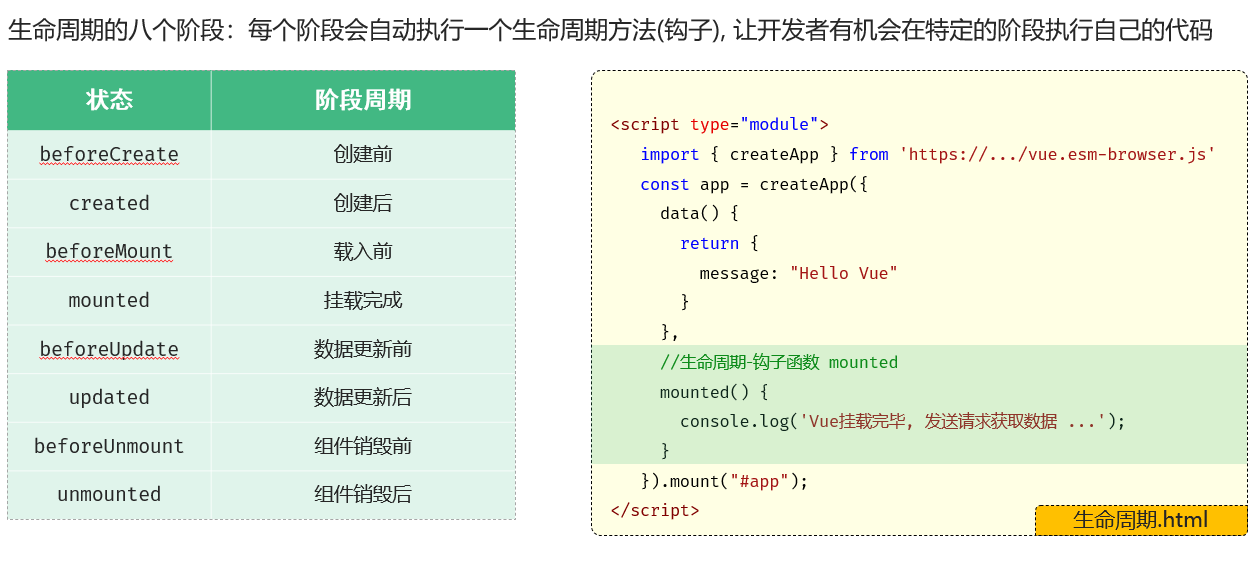 生命周期的八个阶段：每个阶段会自动执行一个生命周期方法(钩子), 让开发者有机会在特定的阶段执行自己的代码
状态 阶段周期
beforeCreate 创建前
created 创建后
beforeMount 载入前
mounted 挂载完成
beforeUpdate 数据更新前
updated 数据更新后
beforeUnmount 组件销毁前
unmounted 组件销毁后
<script type="module">
import { createApp } from 'https://.../vue.esm-browser.js'
const app = createApp({
data() {
return {
message: "Hello Vue"
}
},
//生命周期-钩子函数 mounted
mounted() {
console.log('Vue挂载完毕, 发送请求获取数据 ...');
}
}).mount("#app");
</script>
生命周期.html